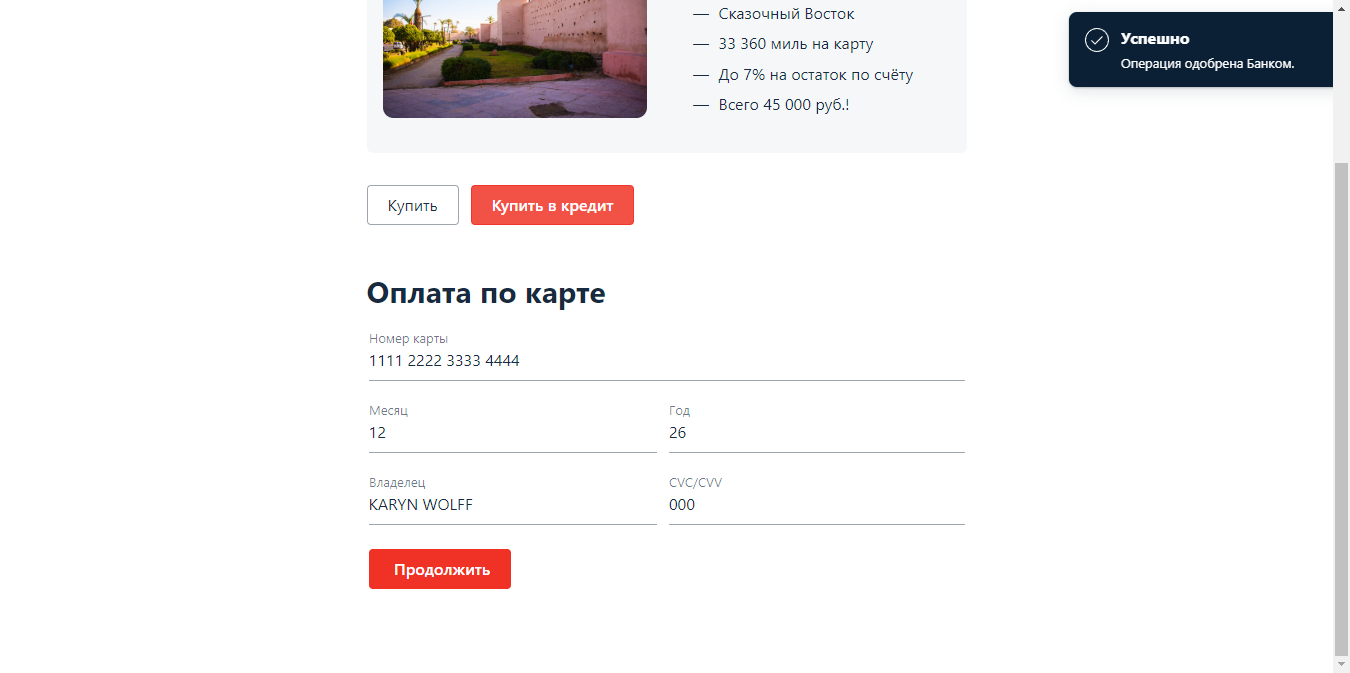 — Сказочный Восток
— 33 360 миль на карту
— До 7% на остаток по счёту
— Всего 45 000 руб.!
Успешно
Операция одобрена Банком.
Купить
Купить в кредит
Оплата по карте
Номер карты
1111 2222 3333 4444
Месяц
Год
12
26
Владелец
CVC/CVV
KARYN WOLFF
000
Продолжить